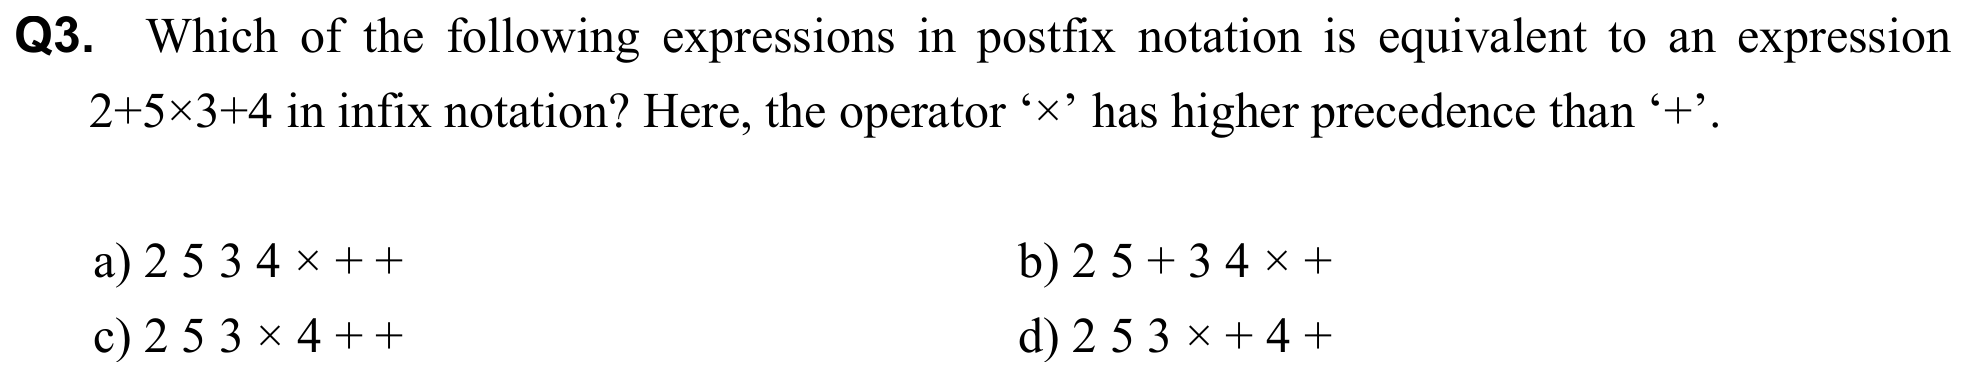 Q3. Which of the following expressions in postfix notation is equivalent to an expression
2+5×3+4 in infix notation? Here, the operator ‘×’ has higher precedence than ‘+’.
a) 2 5 3 4 × + +
b) 2 5 + 3 4 × +
c) 2 5 3 × 4 + +
d) 2 5 3 × + 4 +